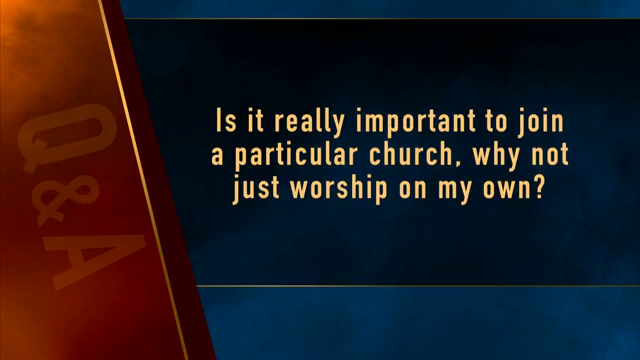 Q&A
Is it really important to join
a particular church, why not
just worship on my own?